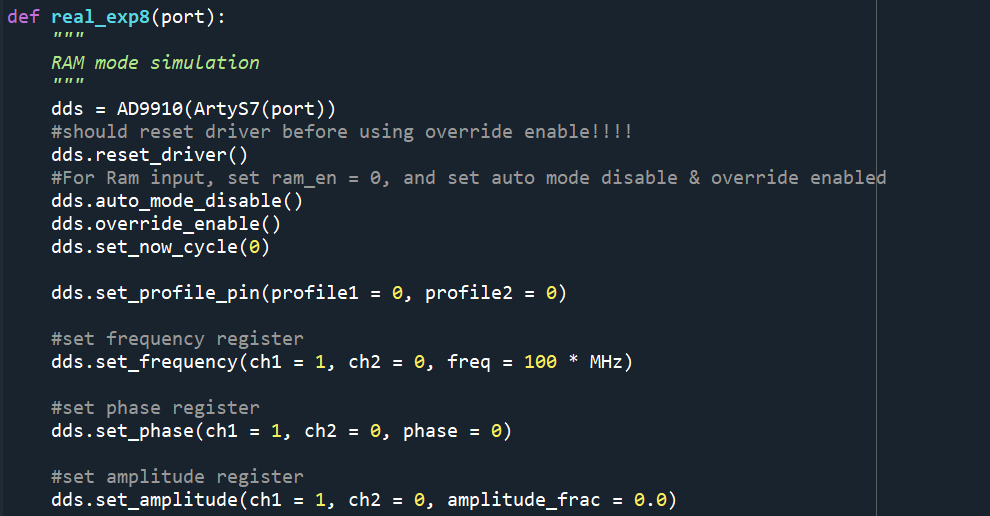 def real_exp8(port):
    """
    RAM mode simulation
    """
    dds = AD9910(ArtyS7(port))
    #should reset driver before using override enable!!!!
    dds.reset_driver()
    #For Ram input, set ram_en = 0, and set auto mode disable & override enabled
    dds.auto_mode_disable()
    dds.override_enable()
    dds.set_now_cycle(0)

    dds.set_profile_pin(profile1 = 0, profile2 = 0)

    #set frequency register
    dds.set_frequency(ch1 = 1, ch2 = 0, freq = 100 * MHz)

    #set phase register
    dds.set_phase(ch1 = 1, ch2 = 0, phase = 0)

    #set amplitude register
    dds.set_amplitude(ch1 = 1, ch2 = 0, amplitude_frac = 0.0)